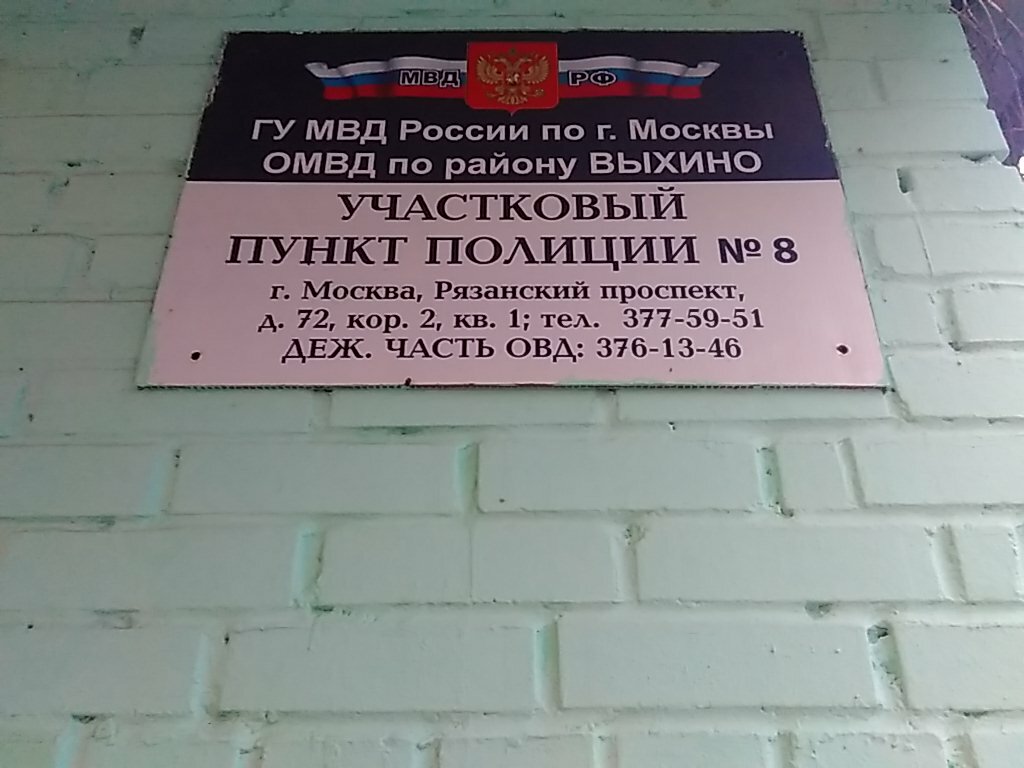 МВД РФ
ГУ МВД России по г. Москвы
ОМВД по району ВЫХИНО
УЧАСТКОВЫЙ
ПУНКТ ПОЛИЦИИ № 8
г. Москва, Рязанский проспект,
д. 72, кор. 2, кв. 1; тел. 377-59-51
ДЕЖ. ЧАСТЬ ОВД: 376-13-46